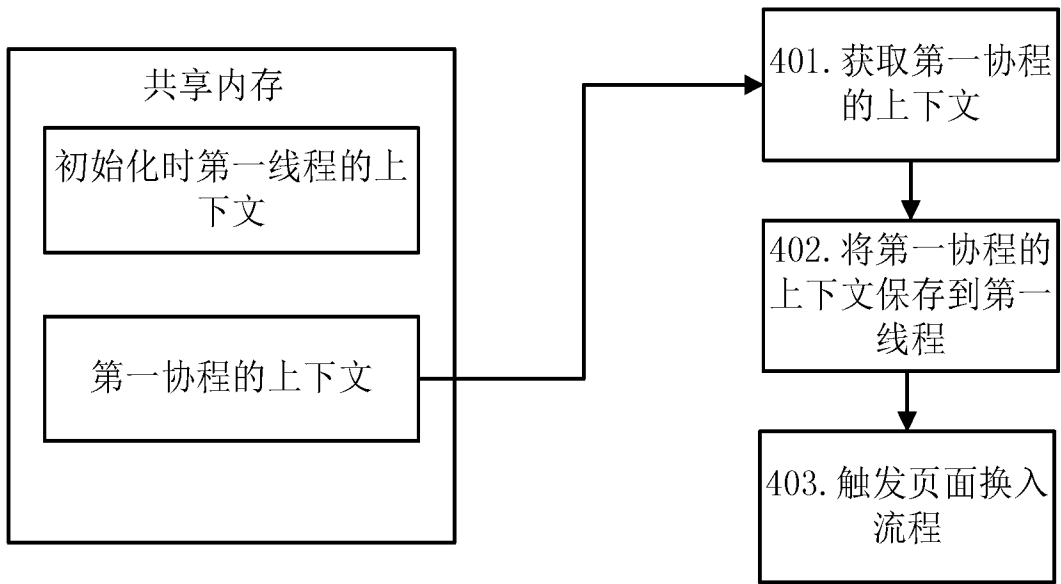 共享内存
初始化时第一线程的上
下文
第一协程的上下文
401.获取第一协程
的上下文
402.将第一协程的
上下文保存到第一
线程
403.触发页面换入
流程